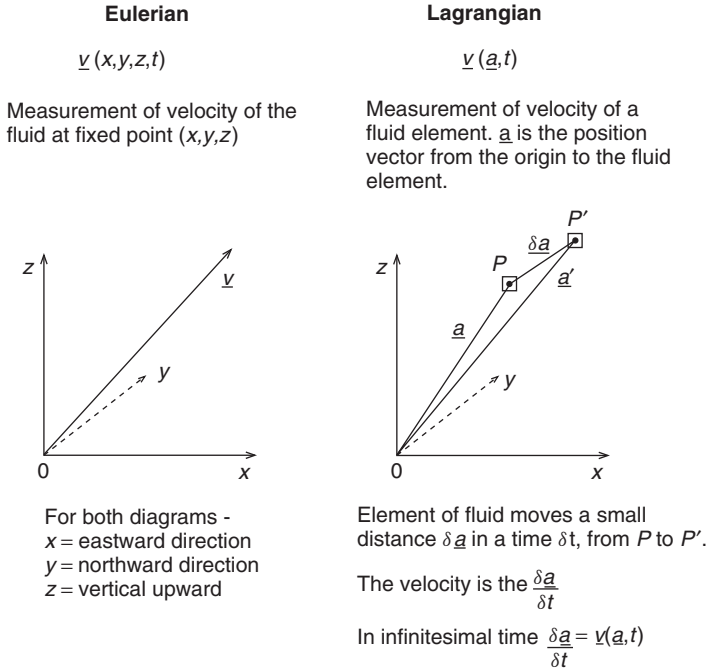 Eulerian
v (x,y,z,t)
Measurement of velocity of the
fluid at fixed point (x,y,z)
z
v
y
0
x
For both diagrams -
x = eastward direction
y = northward direction
z = vertical upward
Lagrangian
v (a,t)
Measurement of velocity of a
fluid element. a is the position
vector from the origin to the fluid
element.
P′
δa
P
z
a′
a
y
0
x
Element of fluid moves a small
distance δa in a time δt, from P to P′.
The velocity is the δa/δt
In infinitesimal time δa/δt = v(a,t)